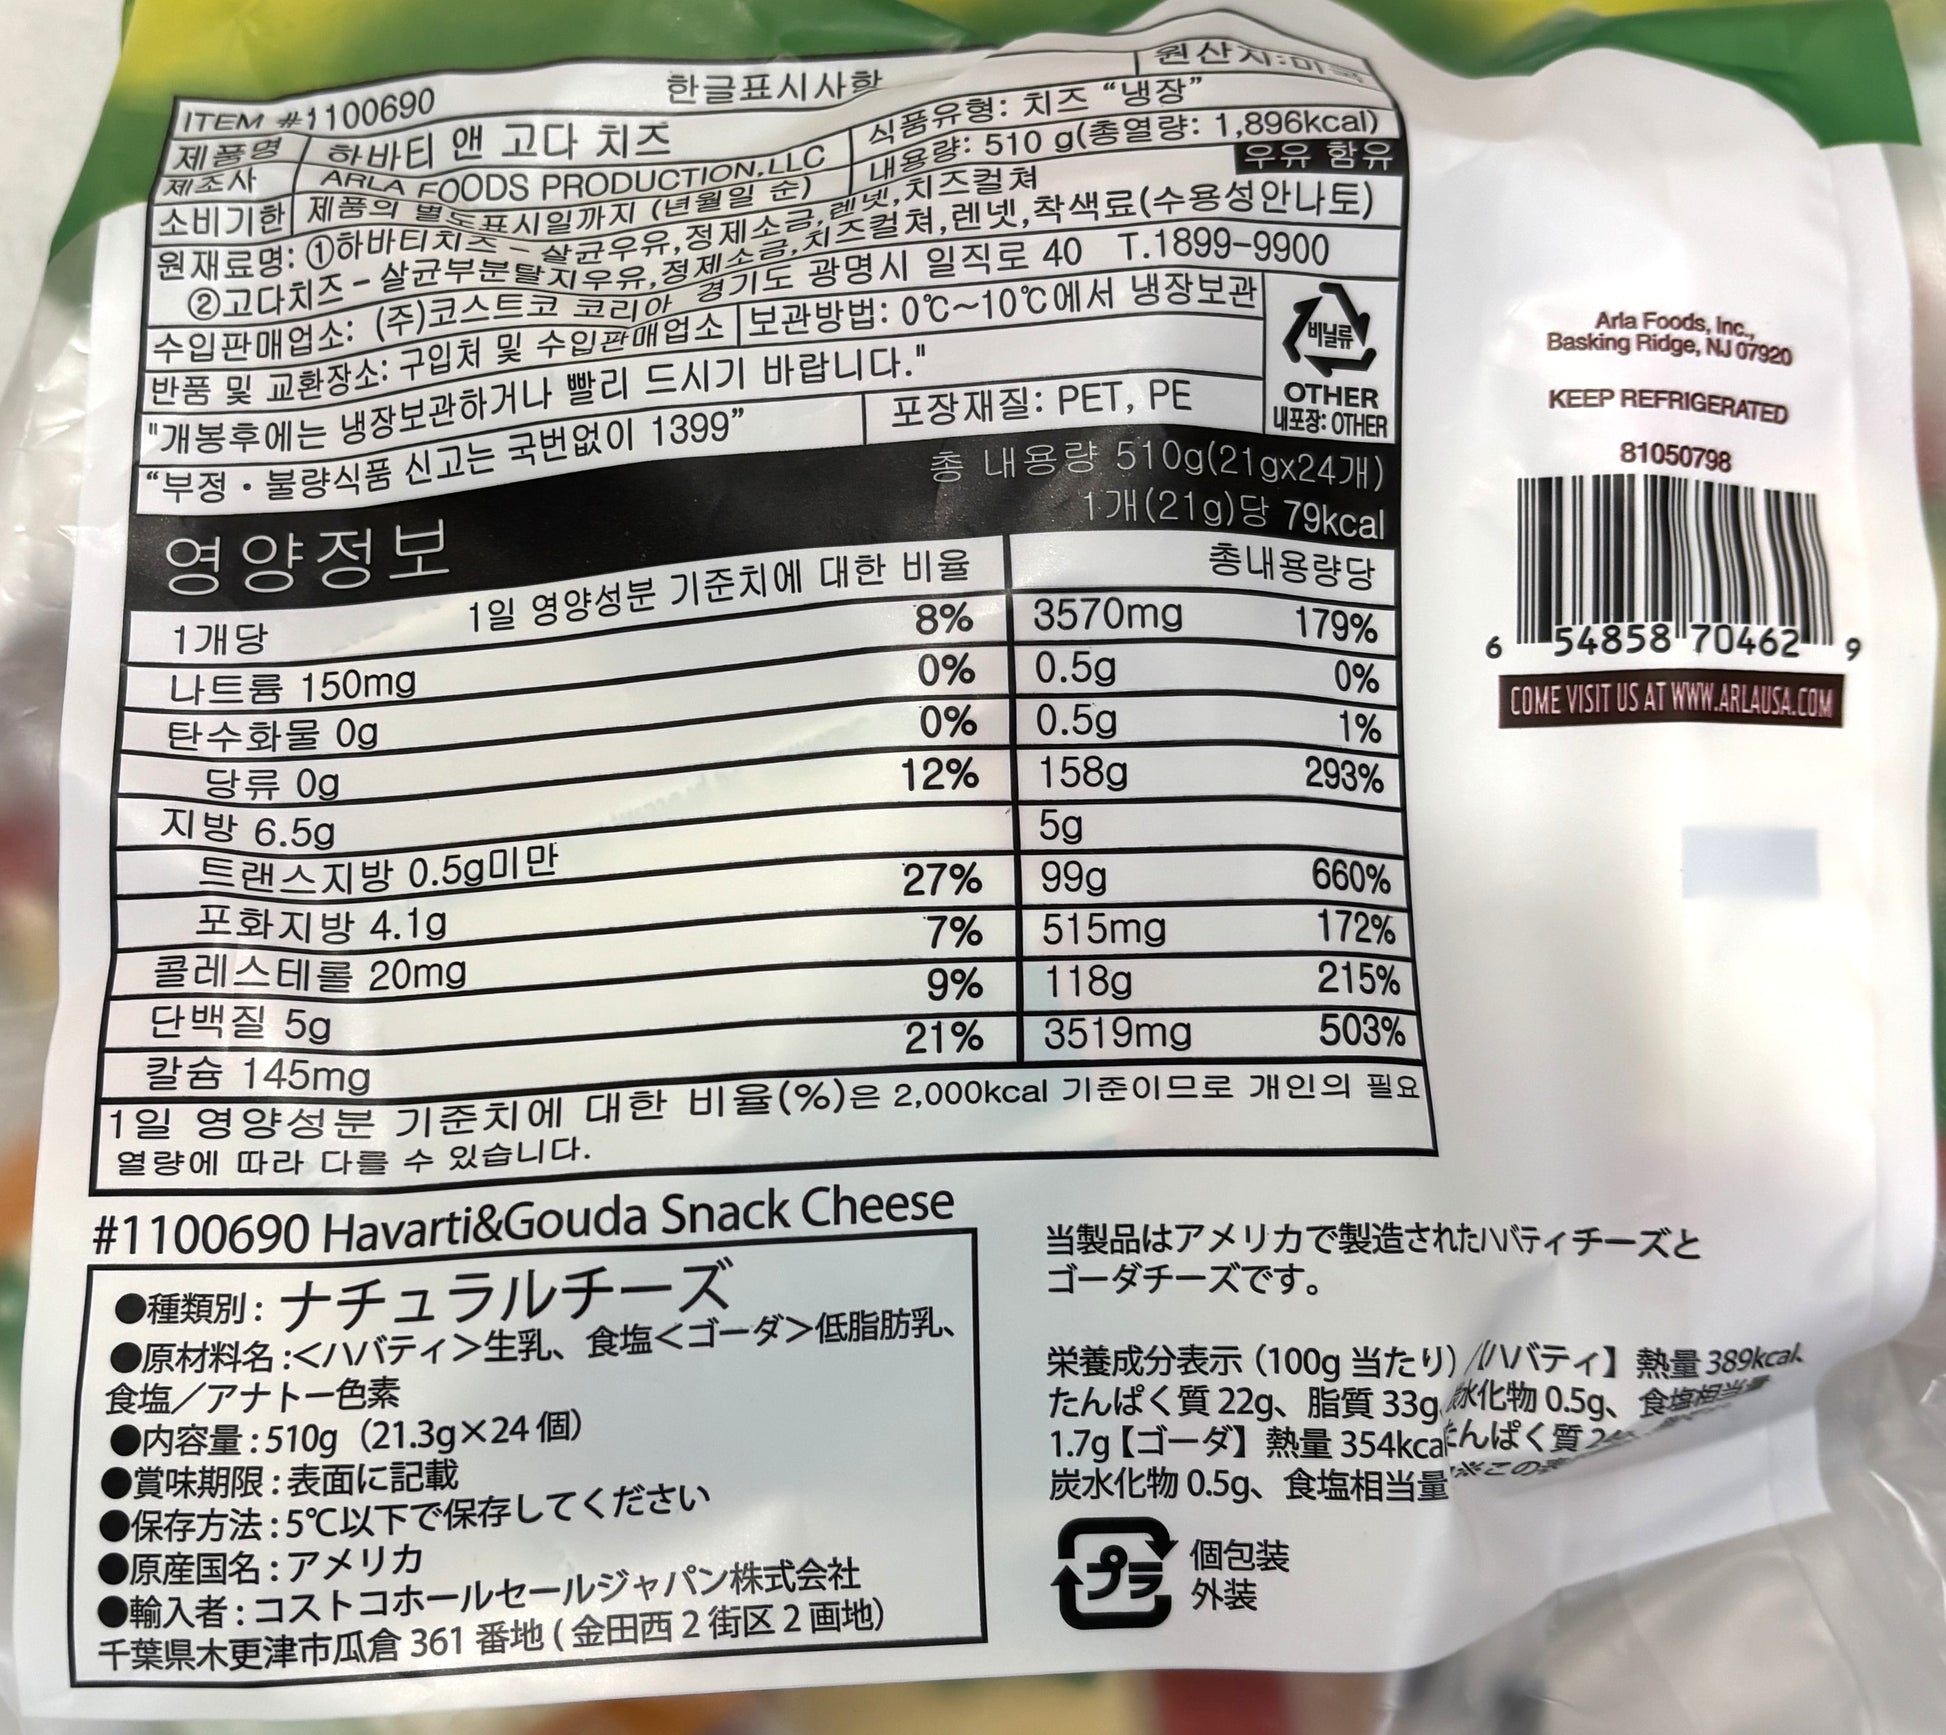 ITEM #1100690 한글표시사항 원산지:미국
제품명 하바티 앤 고다 치즈 식품유형: 치즈 “냉장”
제조사 ARLA FOODS PRODUCTION,LLC 내용량: 510 g(총열량: 1,896kcal)
소비기한 제품의 별도표시일까지 (년월일 순) 우유 함유
원재료명: ①하바티치즈 – 살균우유,정제소금,렌넷,치즈컬쳐
②고다치즈 – 살균부분탈지우유,정제소금,치즈컬쳐,렌넷,착색료(수용성안나토)
수입판매업소: (주)코스트코 코리아 경기도 광명시 일직로 40 T.1899-9900
반품 및 교환장소: 구입처 및 수입판매업소 보관방법: 0℃~10℃에서 냉장보관
"개봉후에는 냉장보관하거나 빨리 드시기 바랍니다."
“부정 · 불량식품 신고는 국번없이 1399” 포장재질: PET, PE
비닐류
OTHER
내포장: OTHER
영양정보
총 내용량 510g(21gx24개)
1개(21g)당 79kcal
1개당 1일 영양성분 기준치에 대한 비율 총내용량당
나트륨 150mg 8% 3570mg 179%
탄수화물 0g 0% 0.5g 0%
당류 0g 0% 0.5g 1%
지방 6.5g 12% 158g 293%
트랜스지방 0.5g미만 5g
포화지방 4.1g 27% 99g 660%
콜레스테롤 20mg 7% 515mg 172%
단백질 5g 9% 118g 215%
칼슘 145mg 21% 3519mg 503%
1일 영양성분 기준치에 대한 비율(%)은 2,000kcal 기준이므로 개인의 필요
열량에 따라 다를 수 있습니다.
Arla Foods, Inc.,
Basking Ridge, NJ 07920
KEEP REFRIGERATED
81050798
6 54858 70462 9
COME VISIT US AT WWW.ARLAUSA.COM
#1100690 Havarti&Gouda Snack Cheese
●種類別:ナチュラルチーズ
●原材料名:<ハバティ>生乳、食塩<ゴーダ>低脂肪乳、
食塩/アナトー色素
●内容量:510g (21.3g×24個)
●賞味期限:表面に記載
●保存方法:5℃以下で保存してください
●原産国名:アメリカ
●輸入者:コストコホールセールジャパン株式会社
千葉県木更津市瓜倉 361 番地 (金田西2街区2画地)
当製品はアメリカで製造されたハバティチーズと
ゴーダチーズです。
栄養成分表示 (100g 当たり) 【ハバティ】 熱量 389kcal、
たんぱく質 22g、脂質 33g、炭水化物 0.5g、食塩相当量
1.7g【ゴーダ】熱量 354kcal たんぱく質
炭水化物 0.5g、食塩相当量 ※この
プラ
個包装
外装